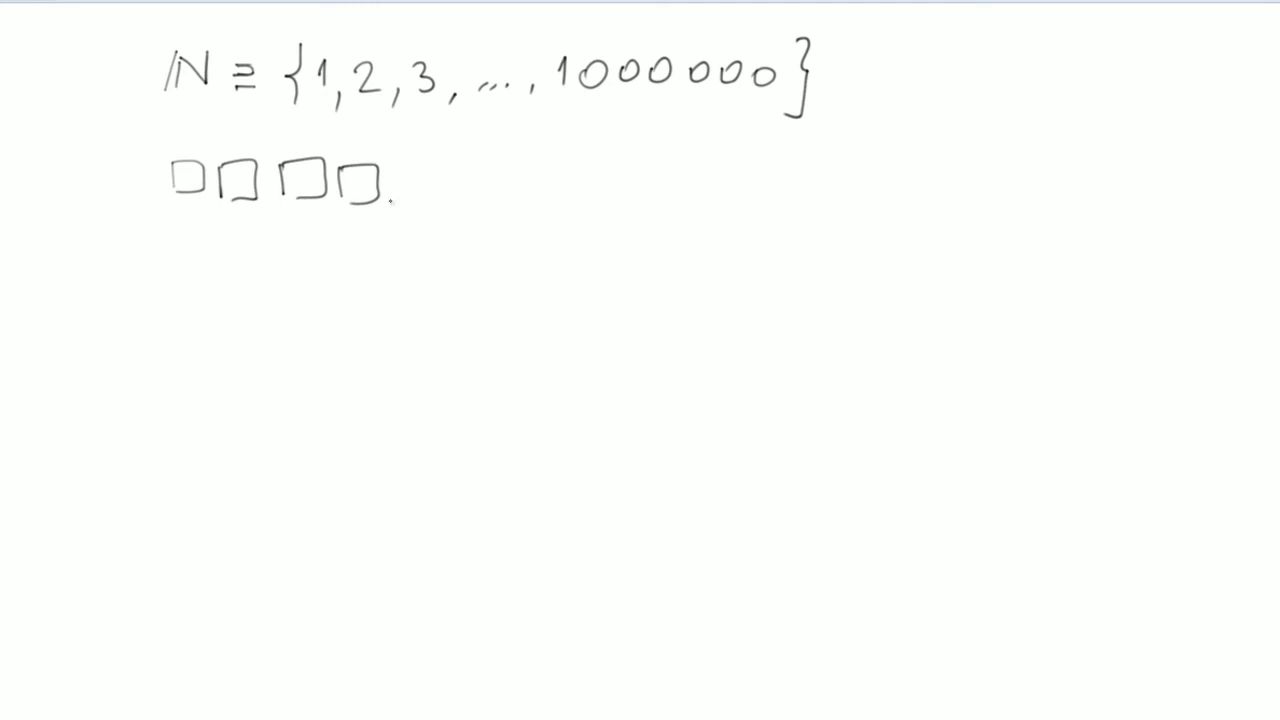 ℕ ⊇ {1, 2, 3, ..., 1000000}
□ □ □ □